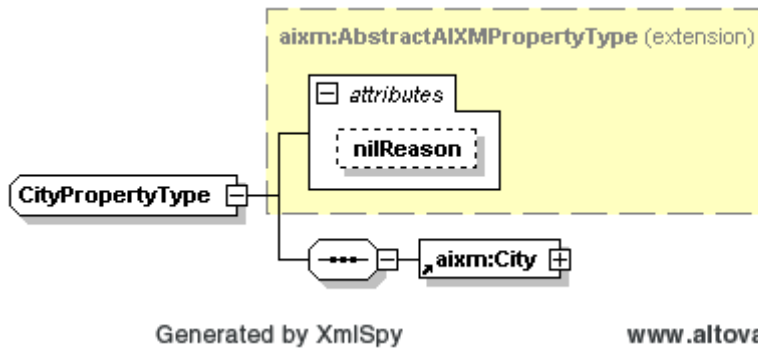 aixm:AbstractAIXMPropertyType (extension)
attributes
nilReason
CityPropertyType
aixm:City
Generated by XmlSpy
www.altova